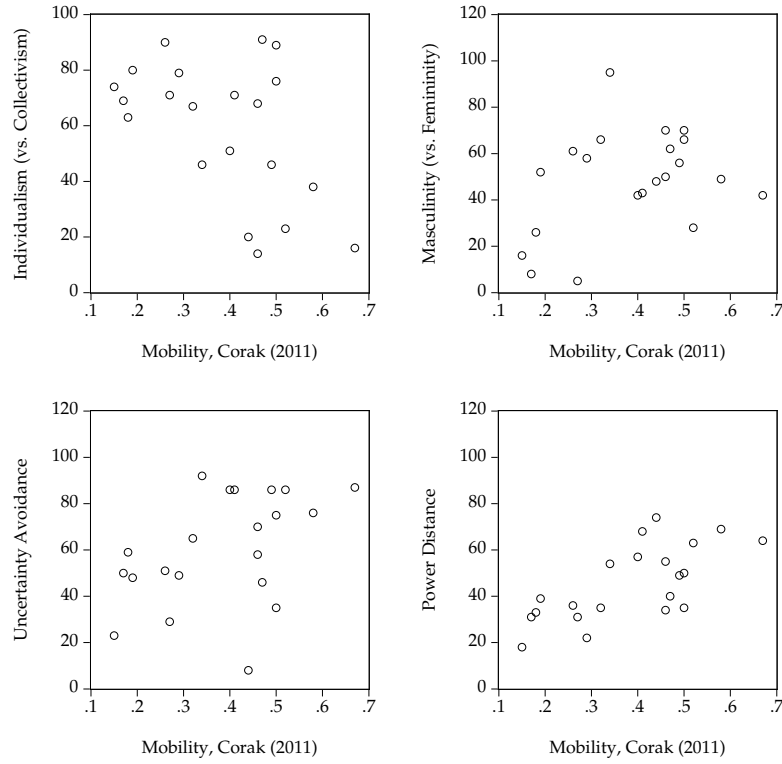 Individualism (vs. Collectivism)
100
80
60
40
20
0
.1 .2 .3 .4 .5 .6 .7
Mobility, Corak (2011)
Masculinity (vs. Femininity)
120
100
80
60
40
20
0
.1 .2 .3 .4 .5 .6 .7
Mobility, Corak (2011)
Uncertainty Avoidance
120
100
80
60
40
20
0
.1 .2 .3 .4 .5 .6 .7
Mobility, Corak (2011)
Power Distance
120
100
80
60
40
20
0
.1 .2 .3 .4 .5 .6 .7
Mobility, Corak (2011)